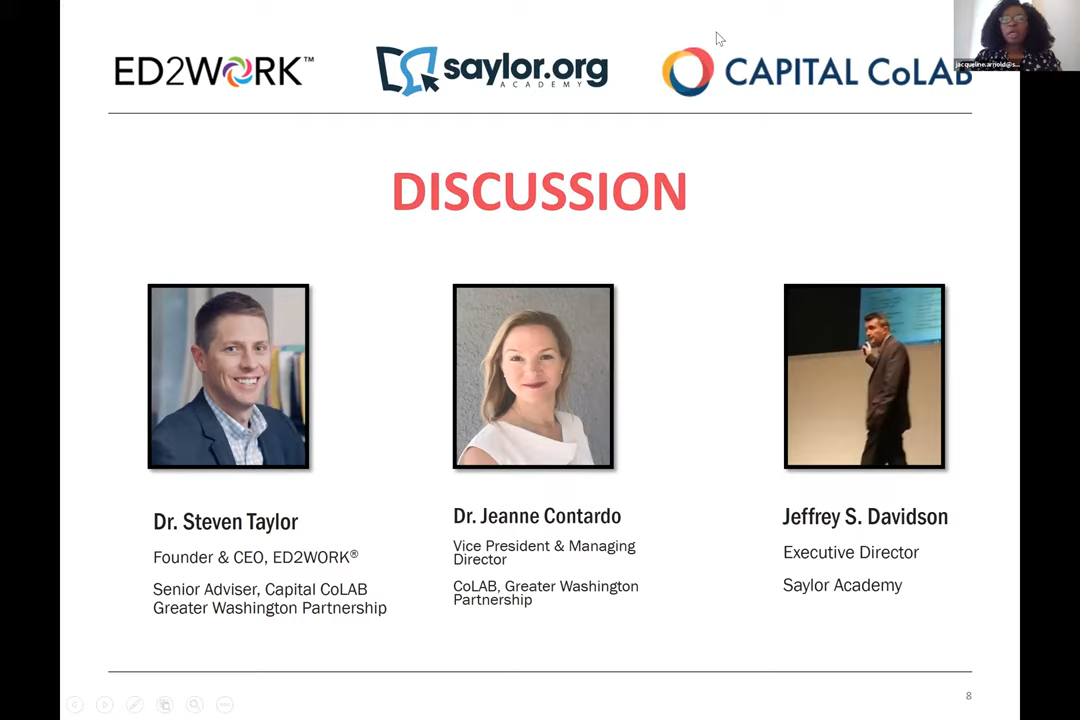 ED2WORK™
saylor.org
ACADEMY
CAPITAL CoLAB
jacqueline.arnold@s...
DISCUSSION
Dr. Steven Taylor
Founder & CEO, ED2WORK®
Senior Adviser, Capital CoLAB
Greater Washington Partnership
Dr. Jeanne Contardo
Vice President & Managing
Director
CoLAB, Greater Washington
Partnership
Jeffrey S. Davidson
Executive Director
Saylor Academy
8